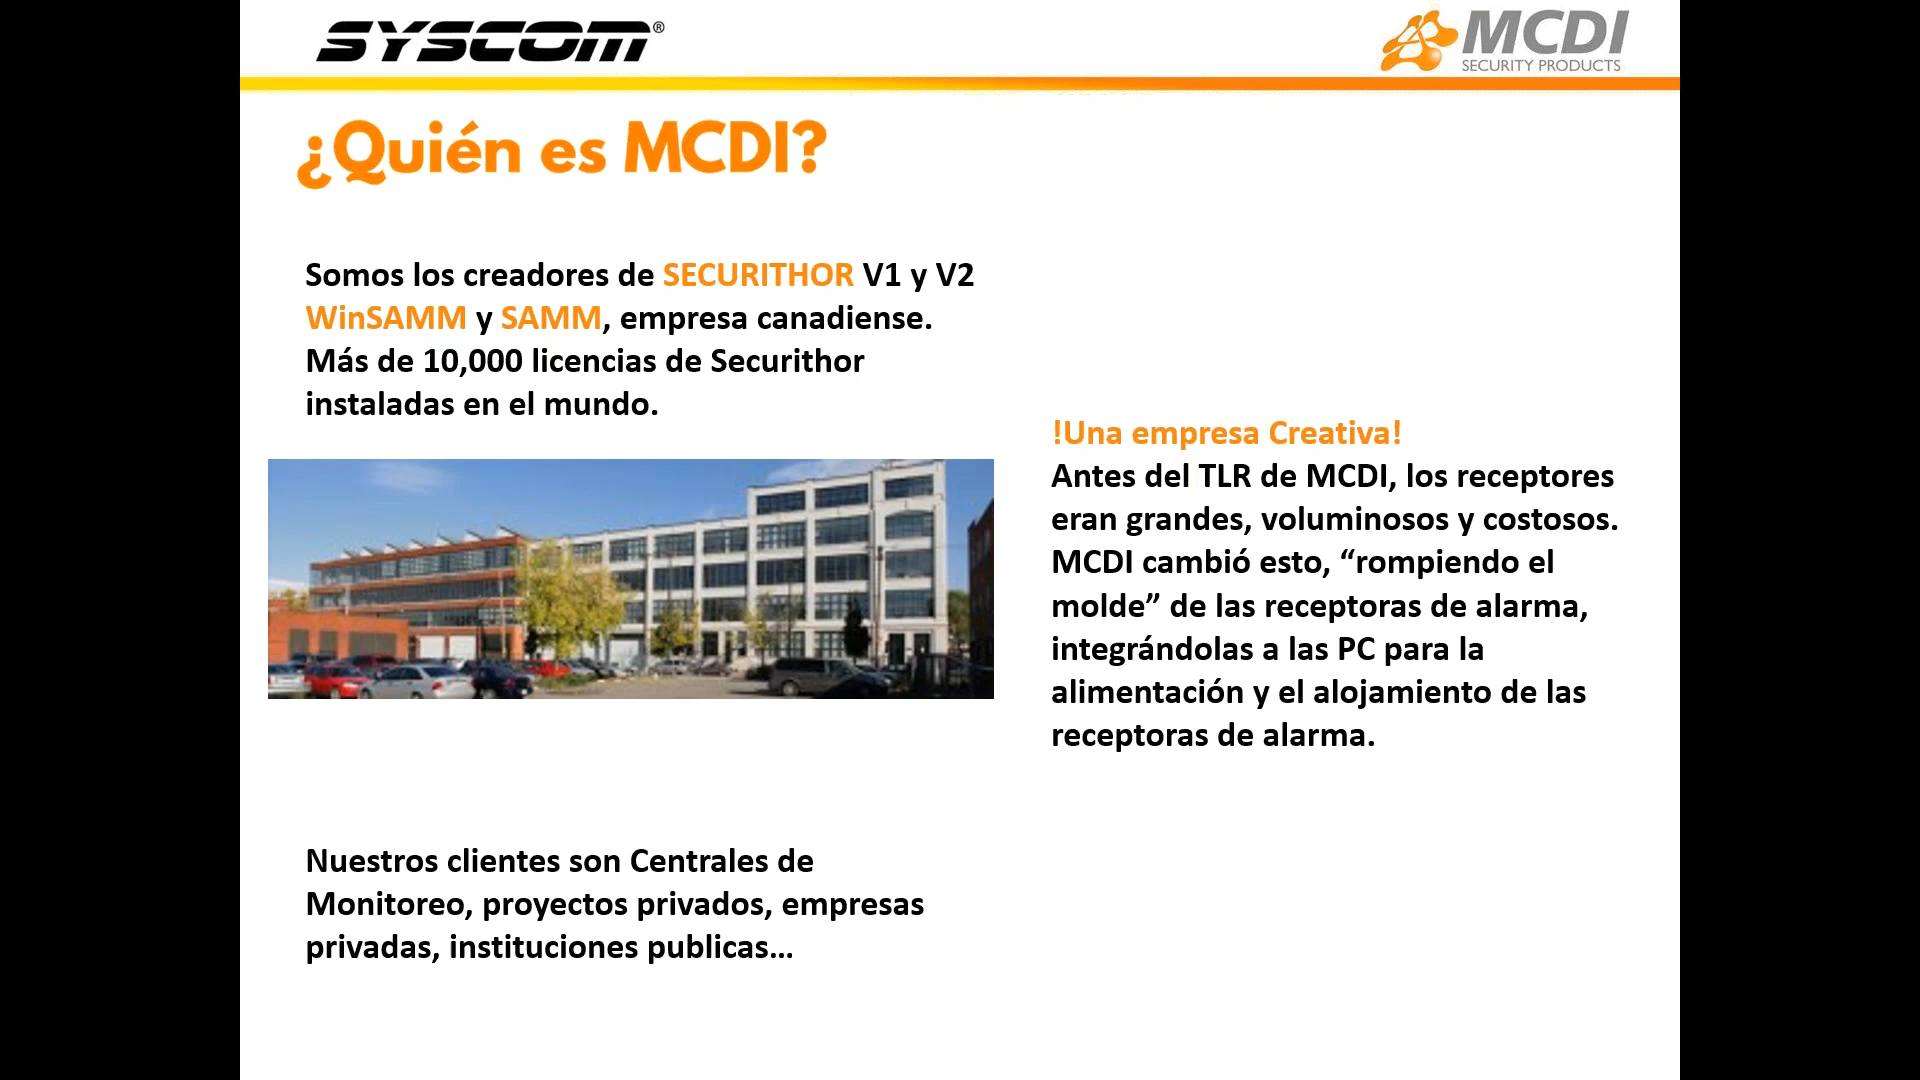 SYSCOM®
MCDI
SECURITY PRODUCTS
¿Quién es MCDI?
Somos los creadores de SECURITHOR V1 y V2
WinSAMM y SAMM, empresa canadiense.
Más de 10,000 licencias de Securithor
instaladas en el mundo.
!Una empresa Creativa!
Antes del TLR de MCDI, los receptores
eran grandes, voluminosos y costosos.
MCDI cambió esto, “rompiendo el
molde” de las receptoras de alarma,
integrándolas a las PC para la
alimentación y el alojamiento de las
receptoras de alarma.
Nuestros clientes son Centrales de
Monitoreo, proyectos privados, empresas
privadas, instituciones publicas...